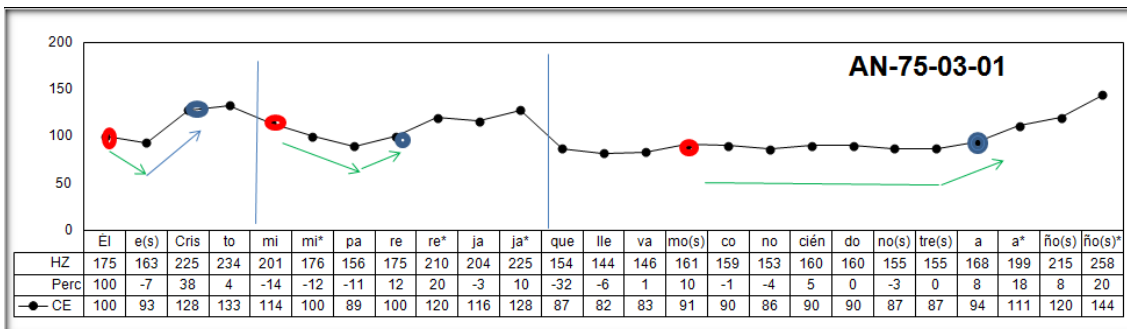 AN-75-03-01
200
150
100
50
0
Él e(s) Cris to mi mi* pa re re* ja ja* que lle va mo(s) co no cién do no(s) tre(s) a a* ño(s) ño(s)*
HZ 175 163 225 234 201 176 156 175 210 204 225 154 144 146 161 159 153 160 160 155 155 168 199 215 258
Perc 100 -7 38 4 -14 -12 -11 12 20 -3 10 -32 -6 1 10 -1 -4 5 0 -3 0 8 18 8 20
CE 100 93 128 133 114 100 89 100 120 116 128 87 82 83 91 90 86 90 90 87 87 94 111 120 144